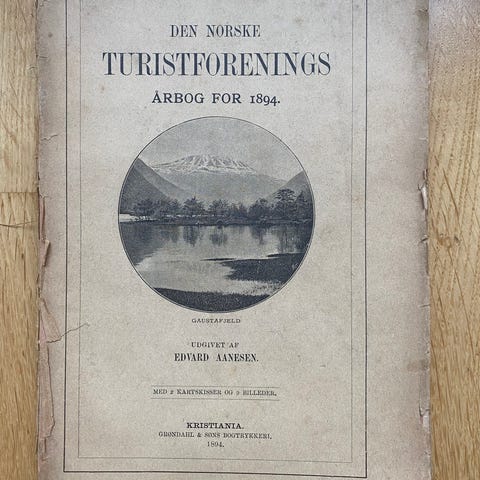 DEN NORSKE
TURISTFORENINGS
ÅRBOG FOR 1894.
GAUSTAFJELD
UDGIVET AF
EDVARD AANESEN.
MED 2 KARTSKISSER OG 9 BILLEDER.
KRISTIANIA.
GRØNDAHL & SØNS BOGTRYKKERI.
1894.